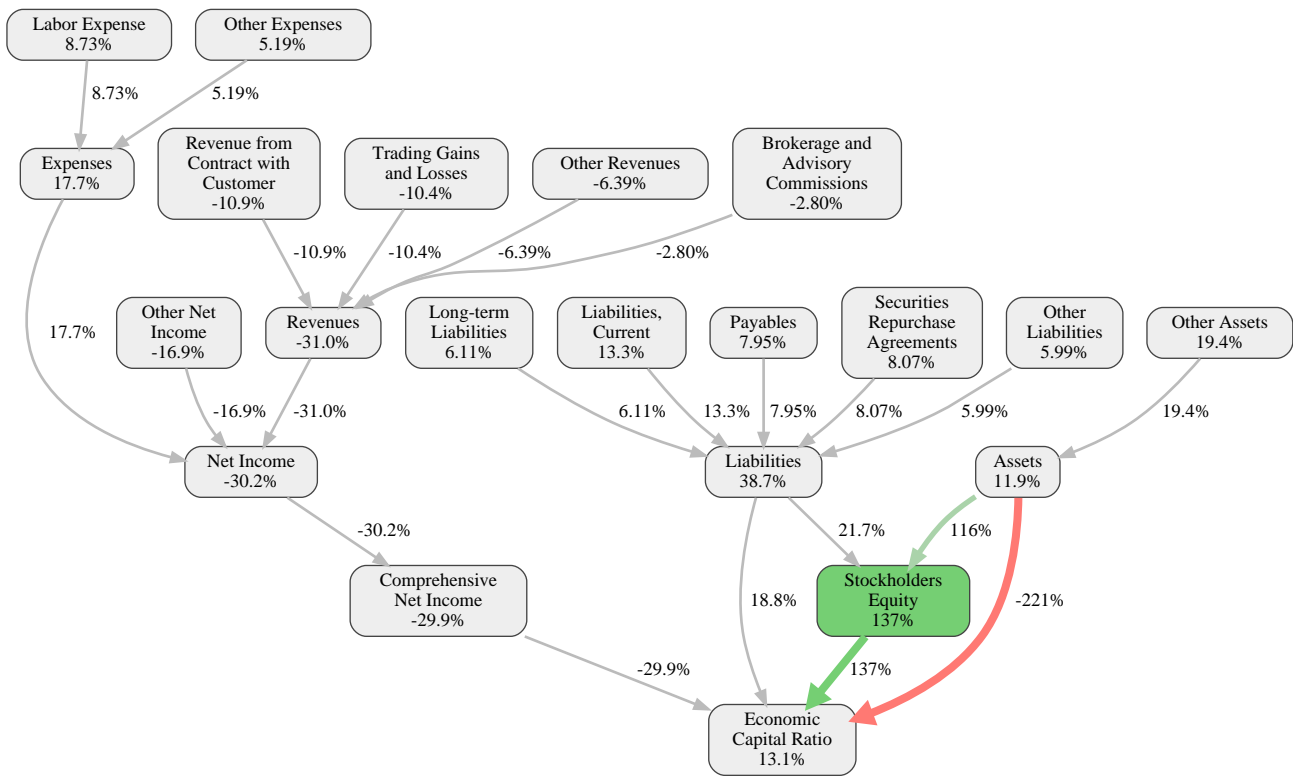 Labor Expense
8.73%
Other Expenses
5.19%
8.73%
5.19%
Expenses
17.7%
Revenue from
Contract with
Customer
-10.9%
Trading Gains
and Losses
-10.4%
Other Revenues
-6.39%
Brokerage and
Advisory
Commissions
-2.80%
-10.9%
-10.4%
-6.39%
-2.80%
17.7%
Other Net
Income
-16.9%
Revenues
-31.0%
Long-term
Liabilities
6.11%
Liabilities,
Current
13.3%
Payables
7.95%
Securities
Repurchase
Agreements
8.07%
Other
Liabilities
5.99%
Other Assets
19.4%
-16.9%
-31.0%
6.11%
13.3%
7.95%
8.07%
5.99%
19.4%
Net Income
-30.2%
Liabilities
38.7%
Assets
11.9%
-30.2%
21.7%
116%
Comprehensive
Net Income
-29.9%
18.8%
Stockholders
Equity
137%
-221%
-29.9%
137%
Economic
Capital Ratio
13.1%